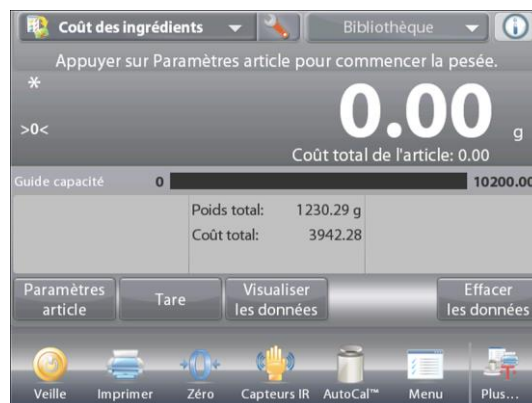 Coût des ingrédients
Bibliothèque
Appuyer sur Paramètres article pour commencer la pesée.
*
>0<
0.00 g
Coût total de l'article: 0.00
Guide capacité 0 10200.00
Poids total: 1230.29 g
Coût total: 3942.28
Paramètres article
Tare
Visualiser les données
Effacer les données
Veille
Imprimer
Zéro
Capteurs IR
AutoCal™
Menu
Plus...